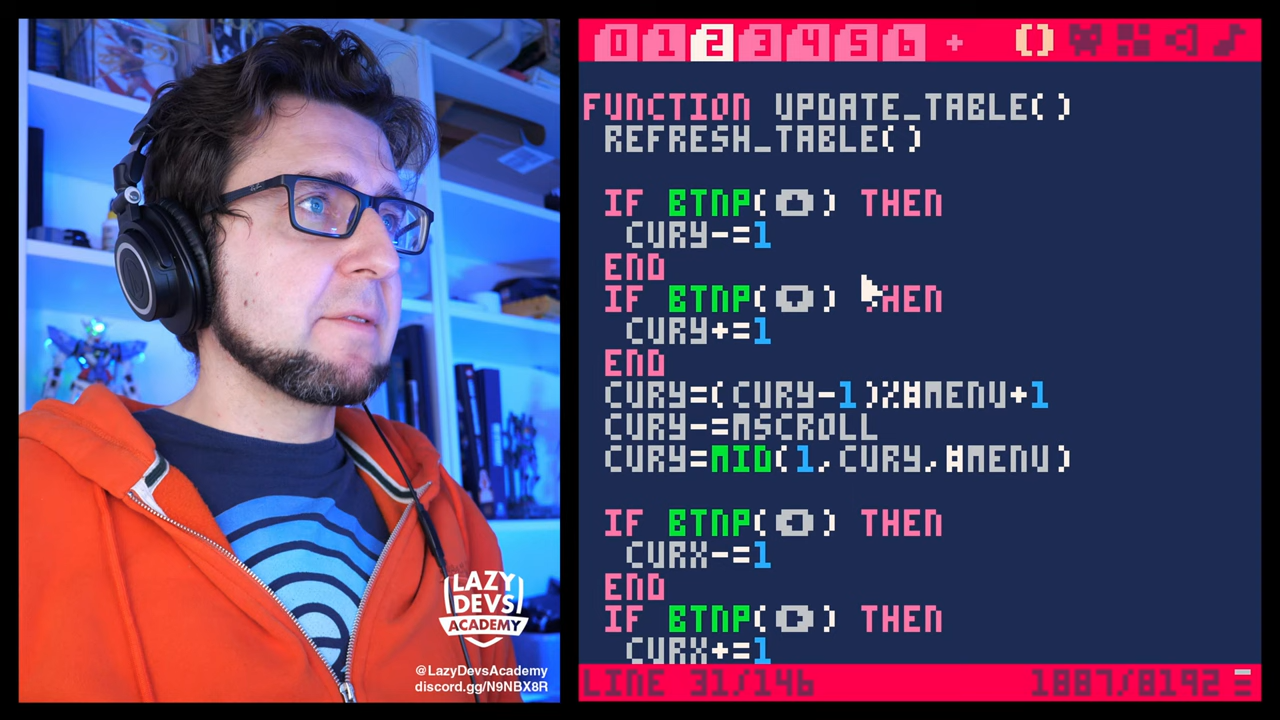 LAZY
DEVS
ACADEMY
@LazyDevsAcademy
discord.gg/N9NBX8R
0 1 2 3 4 5 6 +
FUNCTION UPDATE_TABLE()
REFRESH_TABLE()
IF BTNP(⬆️) THEN
CURY-=1
END
IF BTNP(⬇️) THEN
CURY+=1
END
CURY=(CURY-1)%#MENU+1
CURY-=MSCROLL
CURY=MID(1,CURY,#MENU)
IF BTNP(⬅️) THEN
CURX-=1
END
IF BTNP(➡️) THEN
CURX+=1
LINE 31/146
1887/8192